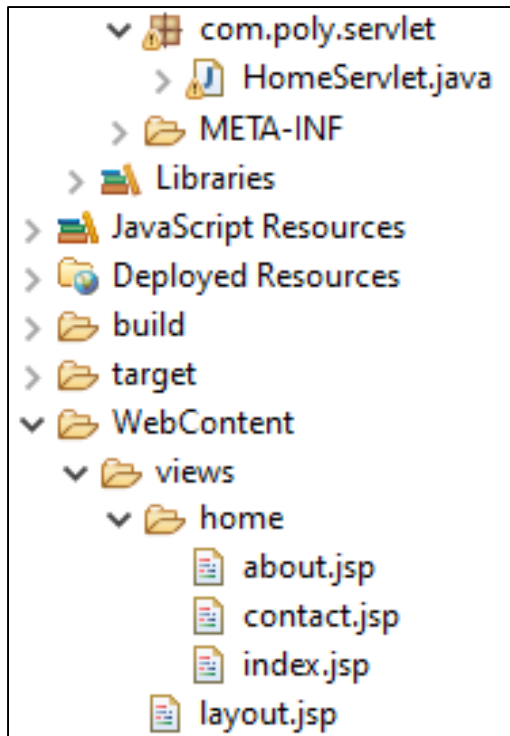 com.poly.servlet
HomeServlet.java
META-INF
Libraries
JavaScript Resources
Deployed Resources
build
target
WebContent
views
home
about.jsp
contact.jsp
index.jsp
layout.jsp